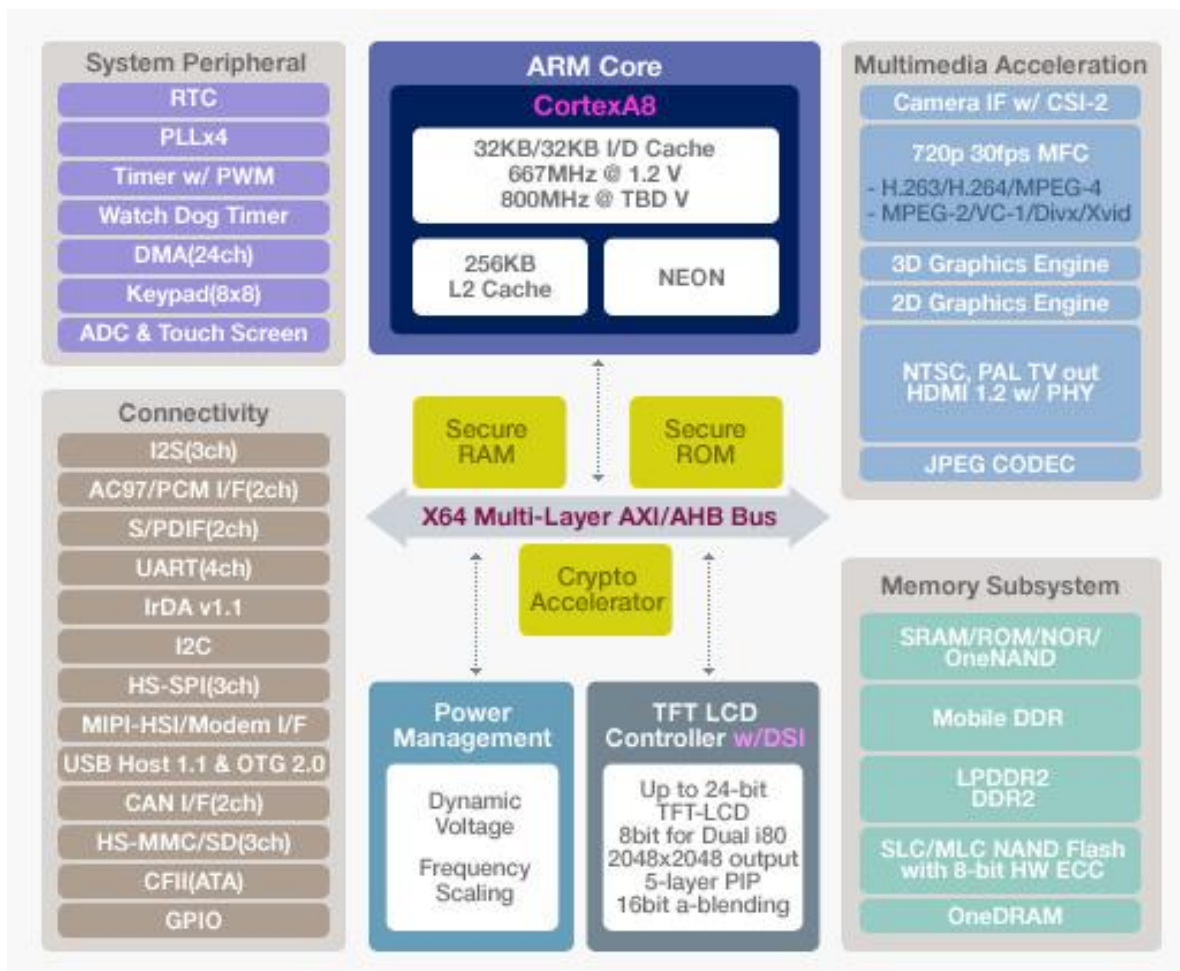 System Peripheral
RTC
PLLx4
Timer w/ PWM
Watch Dog Timer
DMA(24ch)
Keypad(8x8)
ADC & Touch Screen
Connectivity
I2S(3ch)
AC97/PCM I/F(2ch)
S/PDIF(2ch)
UART(4ch)
IrDA v1.1
I2C
HS-SPI(3ch)
MIPI-HSI/Modem I/F
USB Host 1.1 & OTG 2.0
CAN I/F(2ch)
HS-MMC/SD(3ch)
CFII(ATA)
GPIO
ARM Core
CortexA8
32KB/32KB I/D Cache
667MHz @ 1.2 V
800MHz @ TBD V
256KB
L2 Cache
NEON
Secure
RAM
Secure
ROM
X64 Multi-Layer AXI/AHB Bus
Crypto
Accelerator
Power
Management
Dynamic
Voltage
Frequency
Scaling
TFT LCD
Controller w/DSI
Up to 24-bit
TFT-LCD
8bit for Dual i80
2048x2048 output
5-layer PIP
16bit a-blending
Multimedia Acceleration
Camera IF w/ CSI-2
720p 30fps MFC
- H.263/H.264/MPEG-4
- MPEG-2/VC-1/Divx/Xvid
3D Graphics Engine
2D Graphics Engine
NTSC, PAL TV out
HDMI 1.2 w/ PHY
JPEG CODEC
Memory Subsystem
SRAM/ROM/NOR/
OneNAND
Mobile DDR
LPDDR2
DDR2
SLC/MLC NAND Flash
with 8-bit HW ECC
OneDRAM